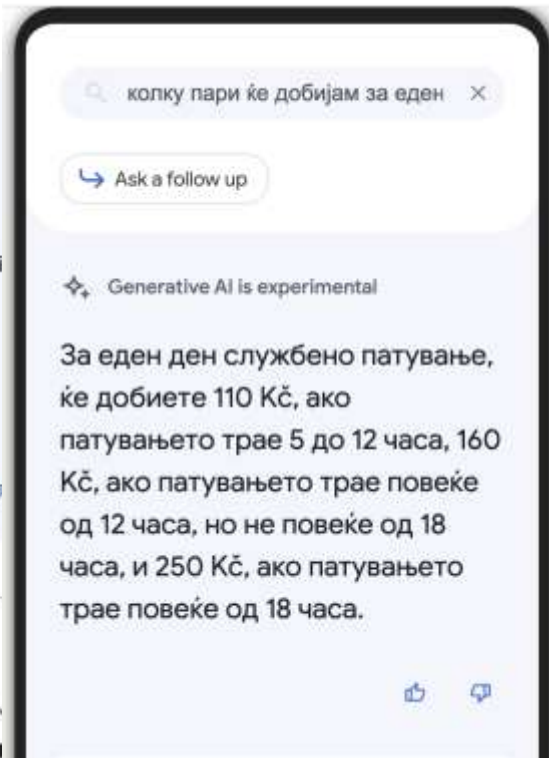 колку пари ќе добијам за еден
Ask a follow up
Generative AI is experimental
За еден ден службено патување,
ќе добиете 110 Kč, ако
патувањето трае 5 до 12 часа, 160
Kč, ако патувањето трае повеќе
од 12 часа, но не повеќе од 18
часа, и 250 Kč, ако патувањето
трае повеќе од 18 часа.